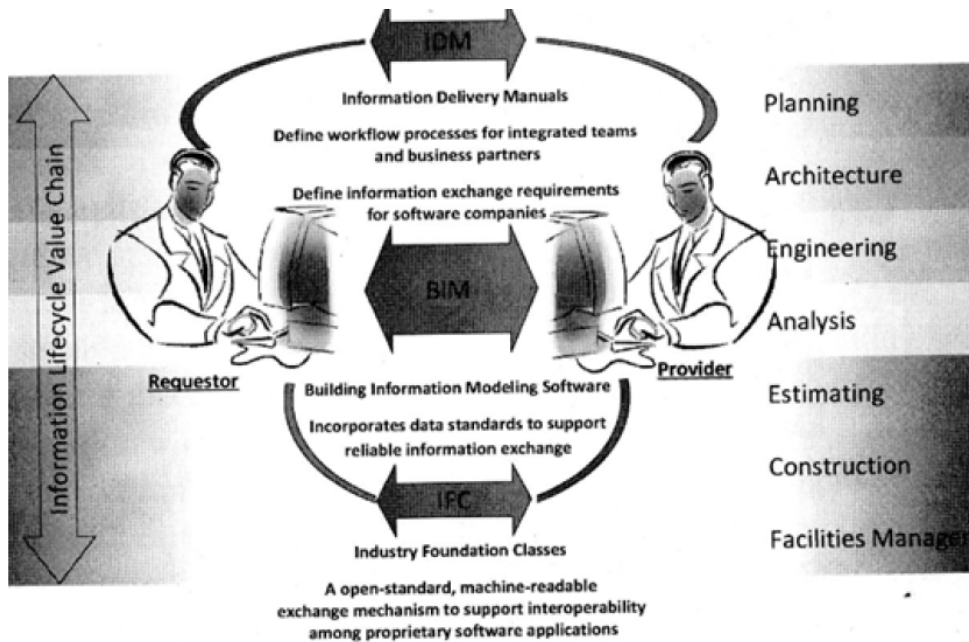 IDM
Information Delivery Manuals
Define workflow processes for integrated teams
and business partners
Define information exchange requirements
for software companies
BIM
Requestor
Provider
Building Information Modeling Software
Incorporates data standards to support
reliable information exchange
IFC
Industry Foundation Classes
A open-standard, machine-readable
exchange mechanism to support interoperability
among proprietary software applications
Information Lifecycle Value Chain
Planning
Architecture
Engineering
Analysis
Estimating
Construction
Facilities Manager